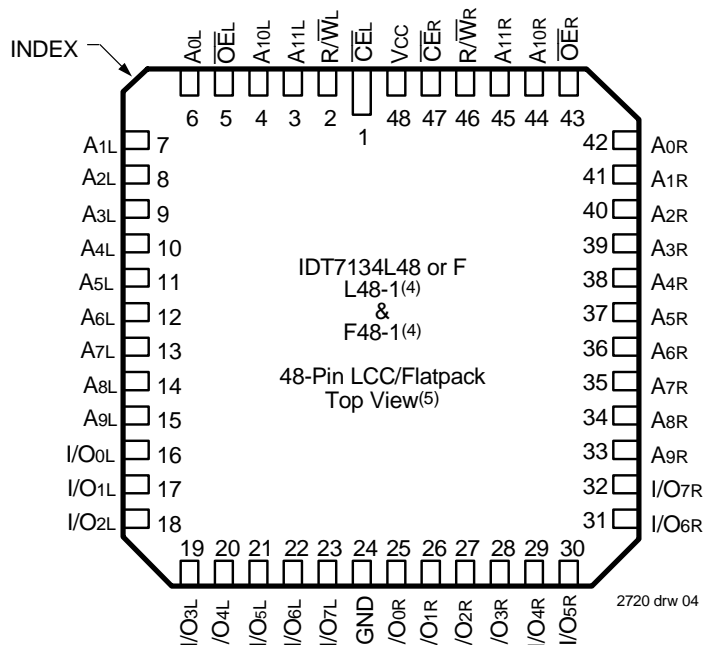 INDEX
A0L
OEL
A10L
A11L
R/WL
CEL
VCC
CER
R/WR
A11R
A10R
OER
6
5
4
3
2
1
48
47
46
45
44
43
A1L 7
A2L 8
A3L 9
A4L 10
A5L 11
A6L 12
A7L 13
A8L 14
A9L 15
I/O0L 16
I/O1L 17
I/O2L 18
42 A0R
41 A1R
40 A2R
39 A3R
38 A4R
37 A5R
36 A6R
35 A7R
34 A8R
33 A9R
32 I/O7R
31 I/O6R
IDT7134L48 or F
L48-1(4)
&
F48-1(4)
48-Pin LCC/Flatpack
Top View(5)
19
20
21
22
23
24
25
26
27
28
29
30
I/O3L
/O4L
I/O5L
I/O6L
I/O7L
GND
/O0R
/O1R
/O2R
/O3R
I/O4R
I/O5R
2720 drw 04